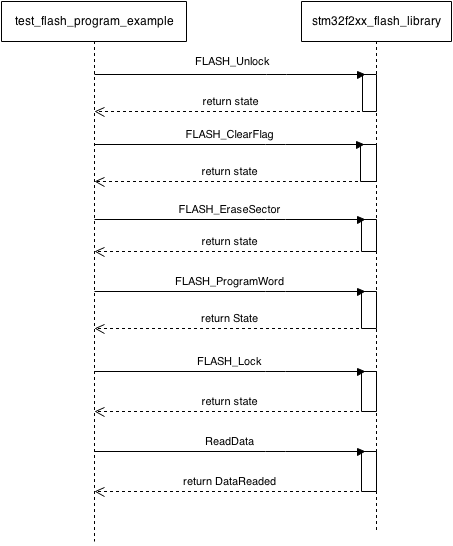 test_flash_program_example
stm32f2xx_flash_library
FLASH_Unlock
return state
FLASH_ClearFlag
return state
FLASH_EraseSector
return state
FLASH_ProgramWord
return State
FLASH_Lock
return state
ReadData
return DataReaded